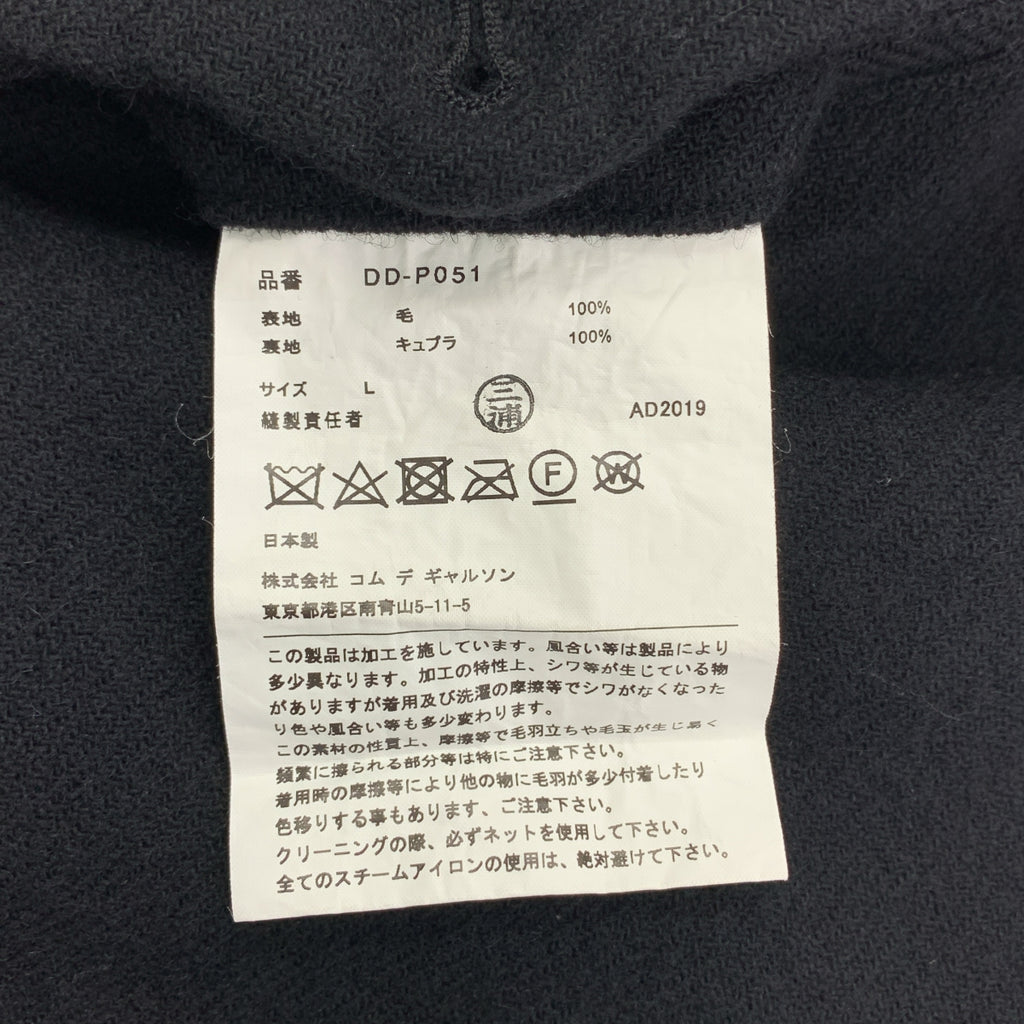 品番 DD-P051
表地 毛 100%
裏地 キュプラ 100%
サイズ L
三浦
縫製責任者 AD2019
F W
日本製
株式会社 コム デ ギャルソン
東京都港区南青山5-11-5
この製品は加工を施しています。風合い等は製品により
多少異なります。加工の特性上、シワ等が生じている物
がありますが着用及び洗濯の摩擦等でシワがなくなった
り色や風合い等も多少変わります。
この素材の性質上、摩擦等で毛羽立ちや毛玉が生じ易く
頻繁に擦られる部分等は特にご注意下さい。
着用時の摩擦等により他の物に毛羽が多少付着したり
色移りする事もあります、ご注意下さい。
クリーニングの際、必ずネットを使用して下さい。
全てのスチームアイロンの使用は、絶対避けて下さい。